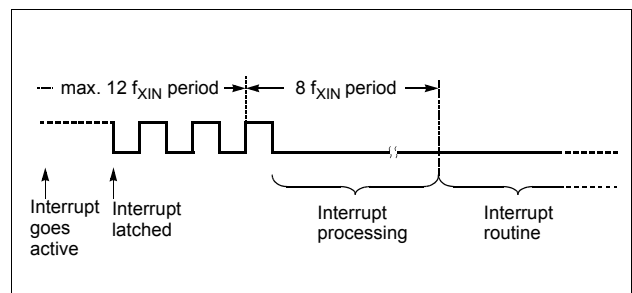 max. 12 fXIN period
8 fXIN period
Interrupt
goes
active
Interrupt
latched
Interrupt
processing
Interrupt
routine